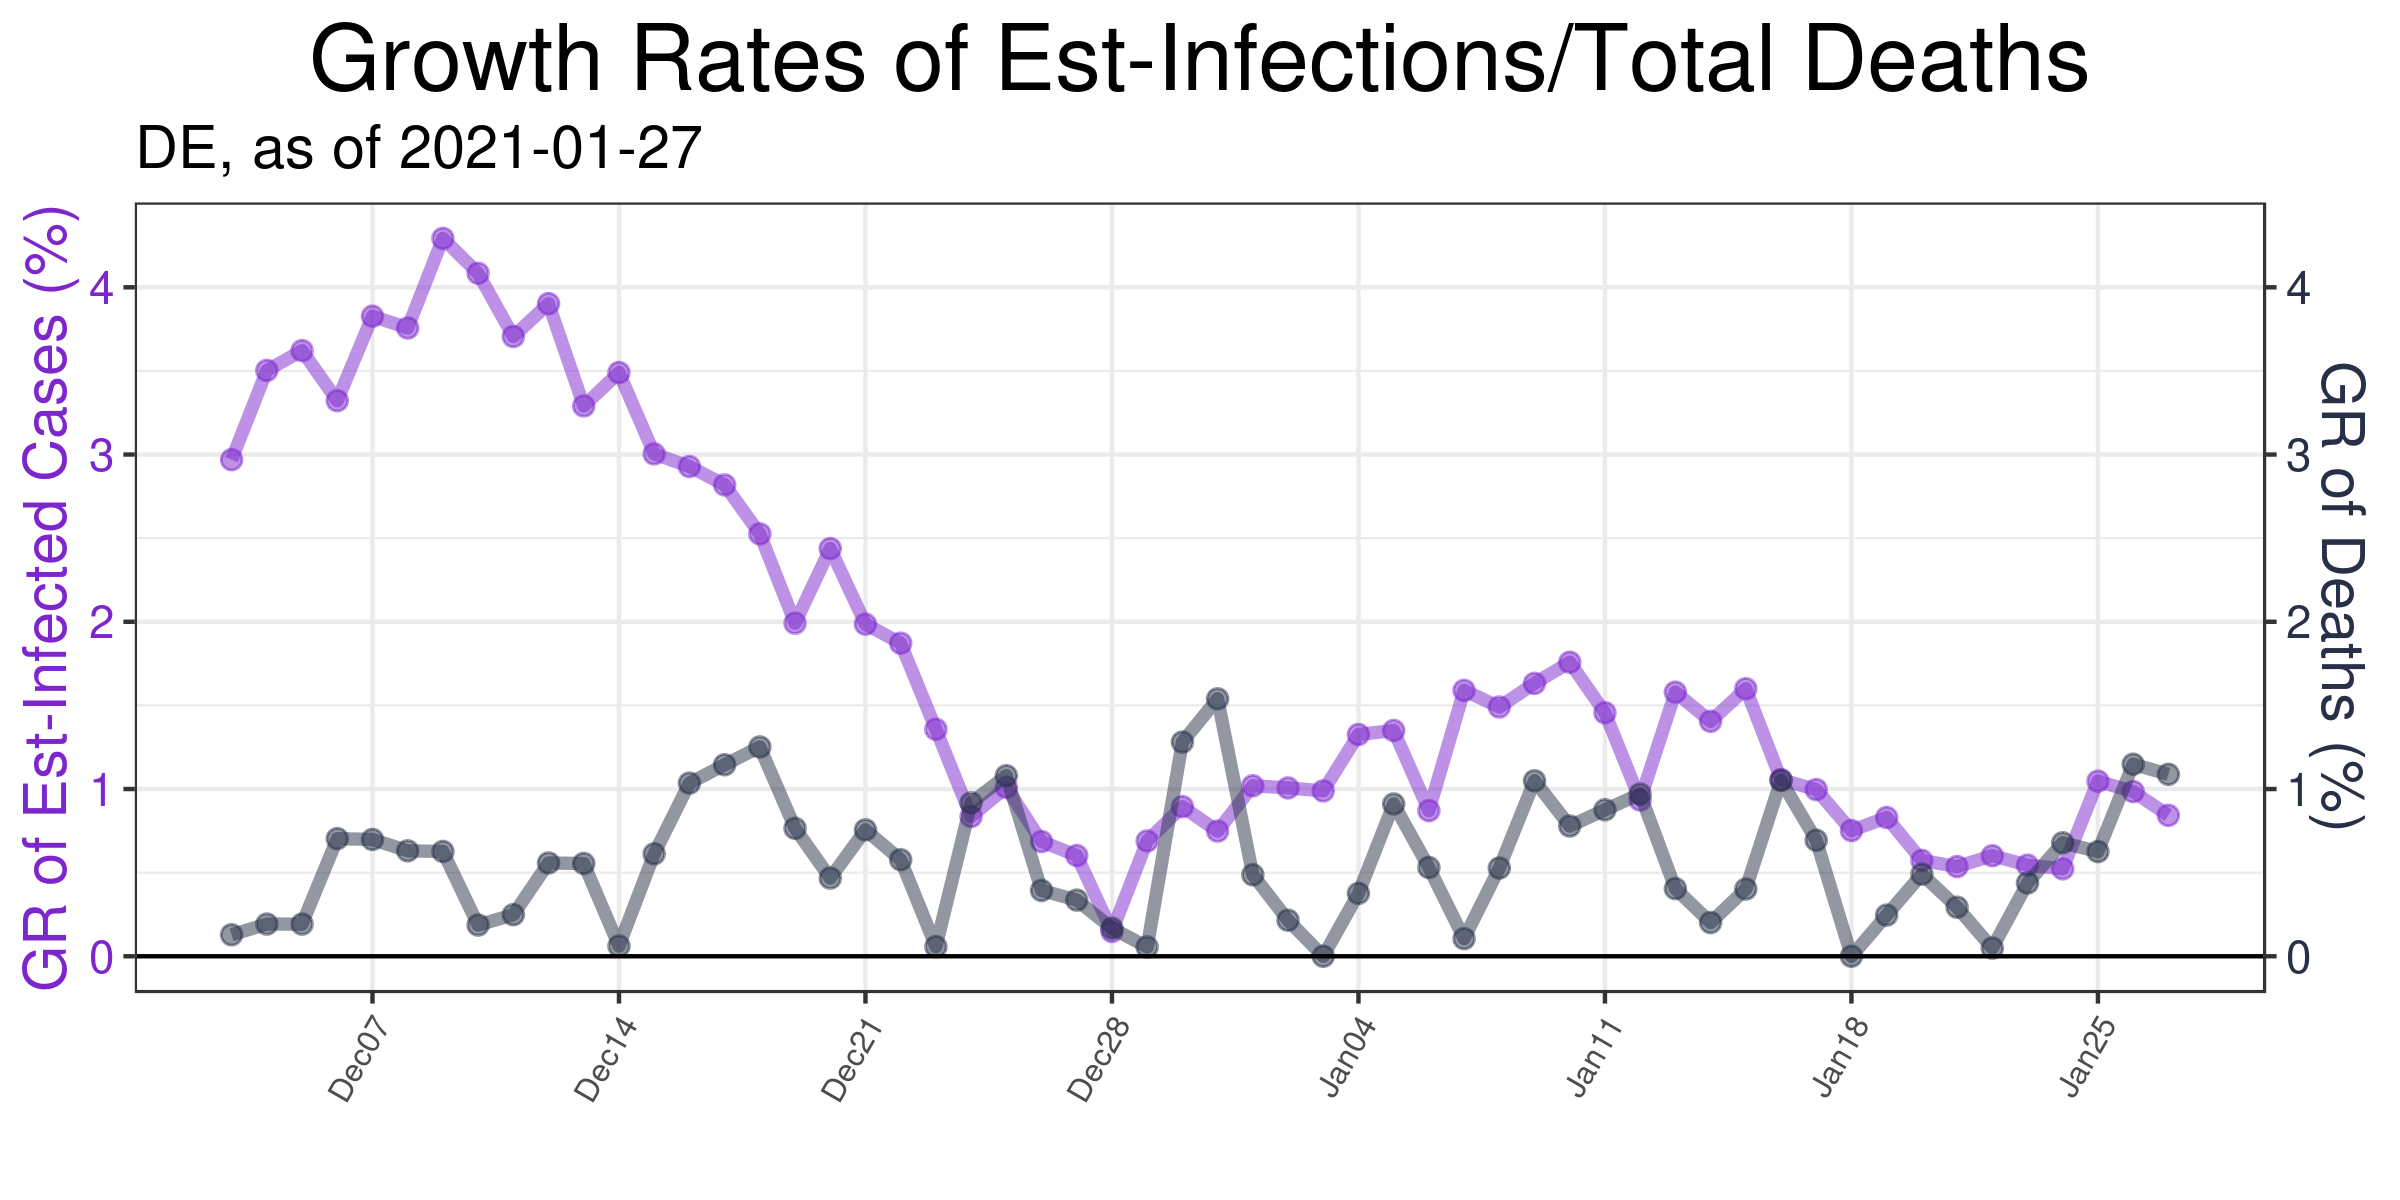 Growth Rates of Est-Infections/Total Deaths
DE, as of 2021-01-27
GR of Est-Infected Cases (%)
4
3
2
1
0
4
3
2
1
0
GR of Deaths (%)
Dec07
Dec14
Dec21
Dec28
Jan04
Jan11
Jan18
Jan25